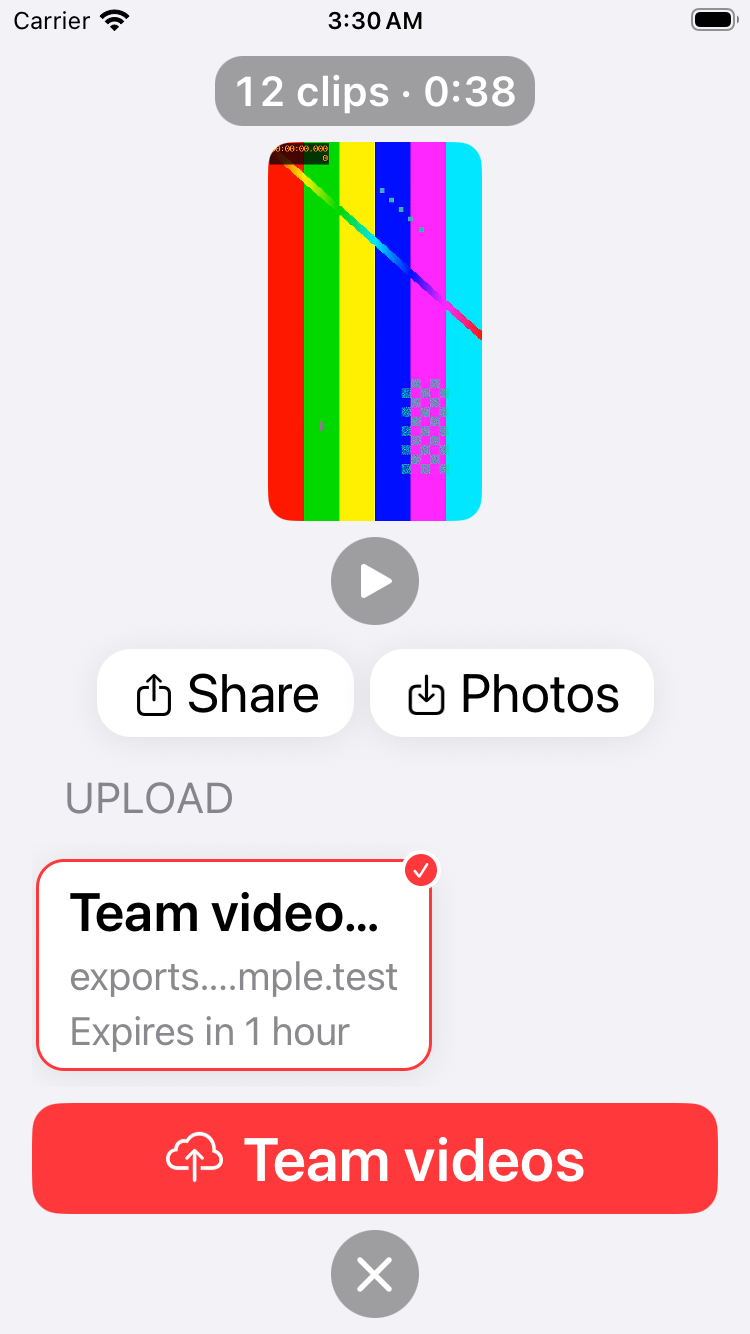 Carrier
3:30 AM
12 clips · 0:38
0:00:00.000
0
Share
Photos
UPLOAD
Team video...
exports....mple.test
Expires in 1 hour
Team videos